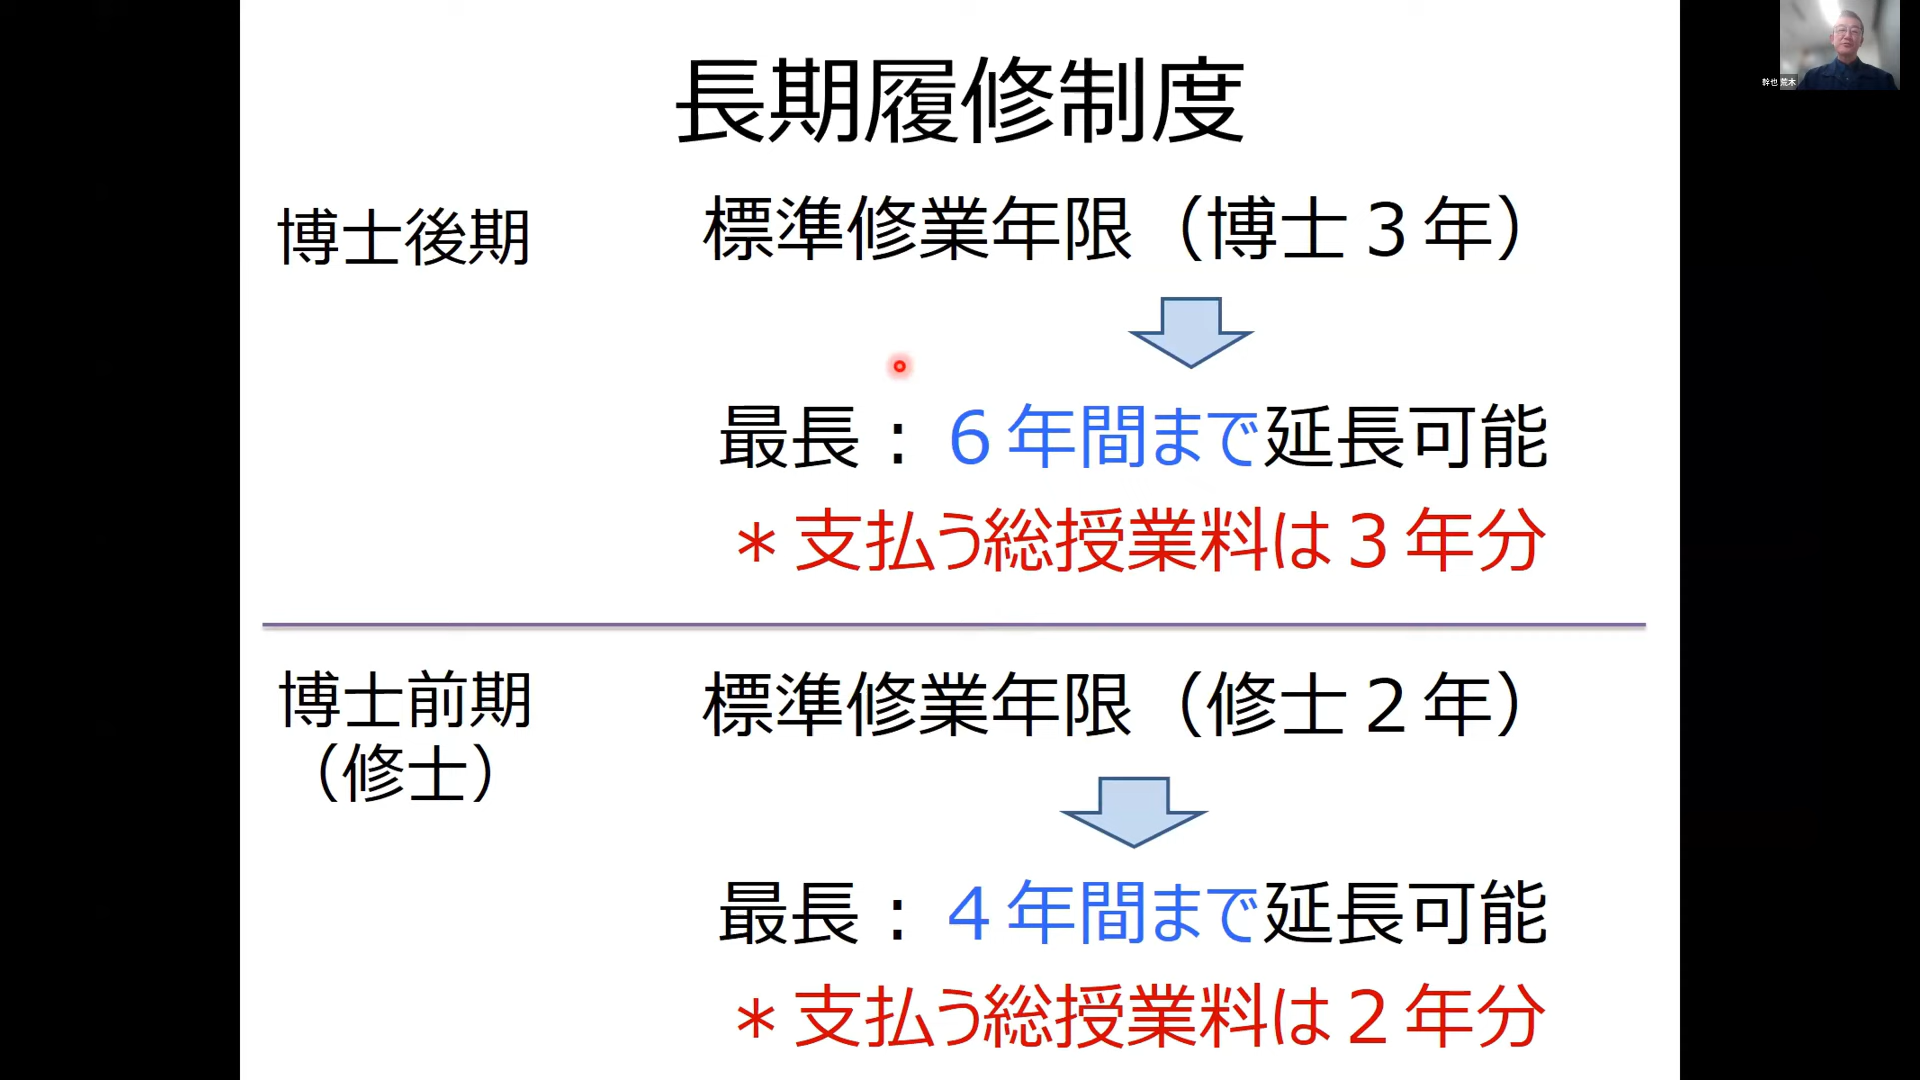 長期履修制度
幹也 荒木
博士後期
標準修業年限（博士３年）
最長：６年間まで延長可能
＊支払う総授業料は３年分
博士前期
（修士）
標準修業年限（修士２年）
最長：４年間まで延長可能
＊支払う総授業料は２年分